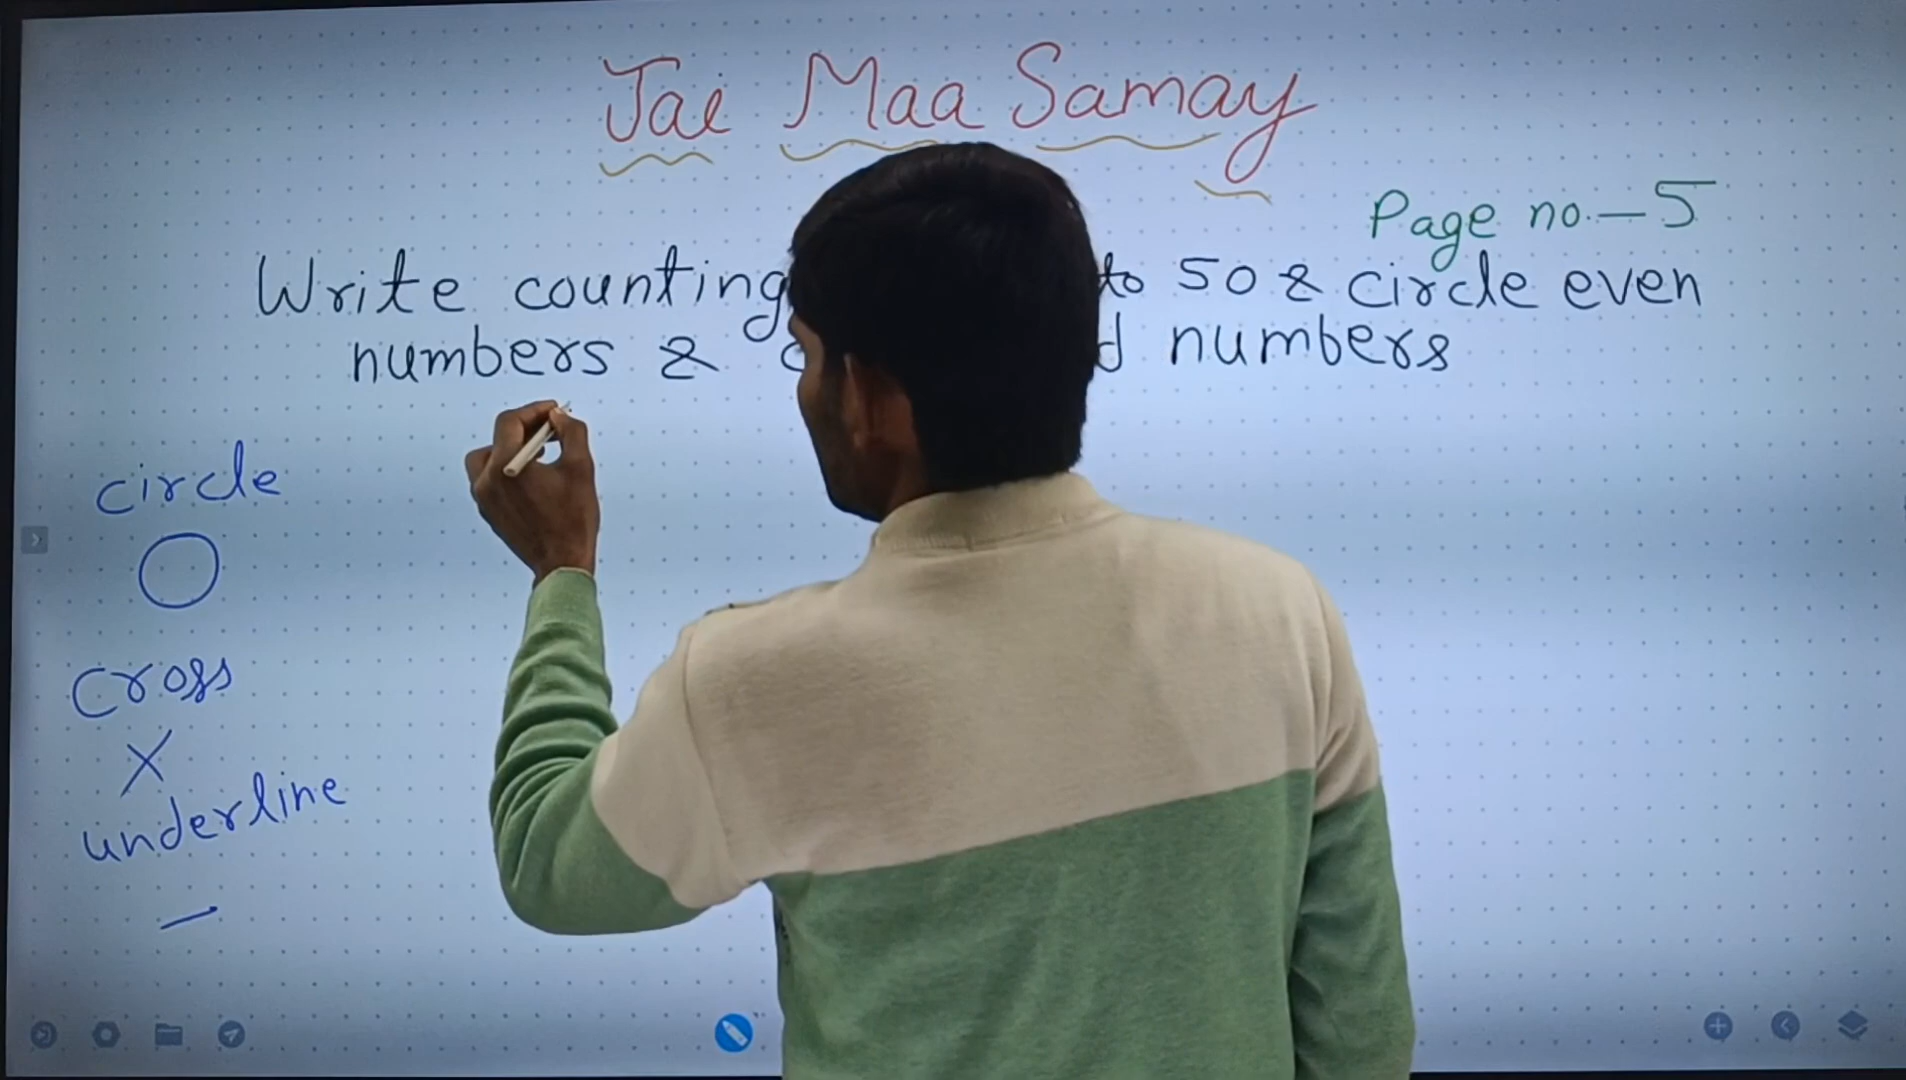 Jai Maa Samay
Page no.-5
Write counting to 50 & circle even
numbers & numbers
circle
Cross
X
underline